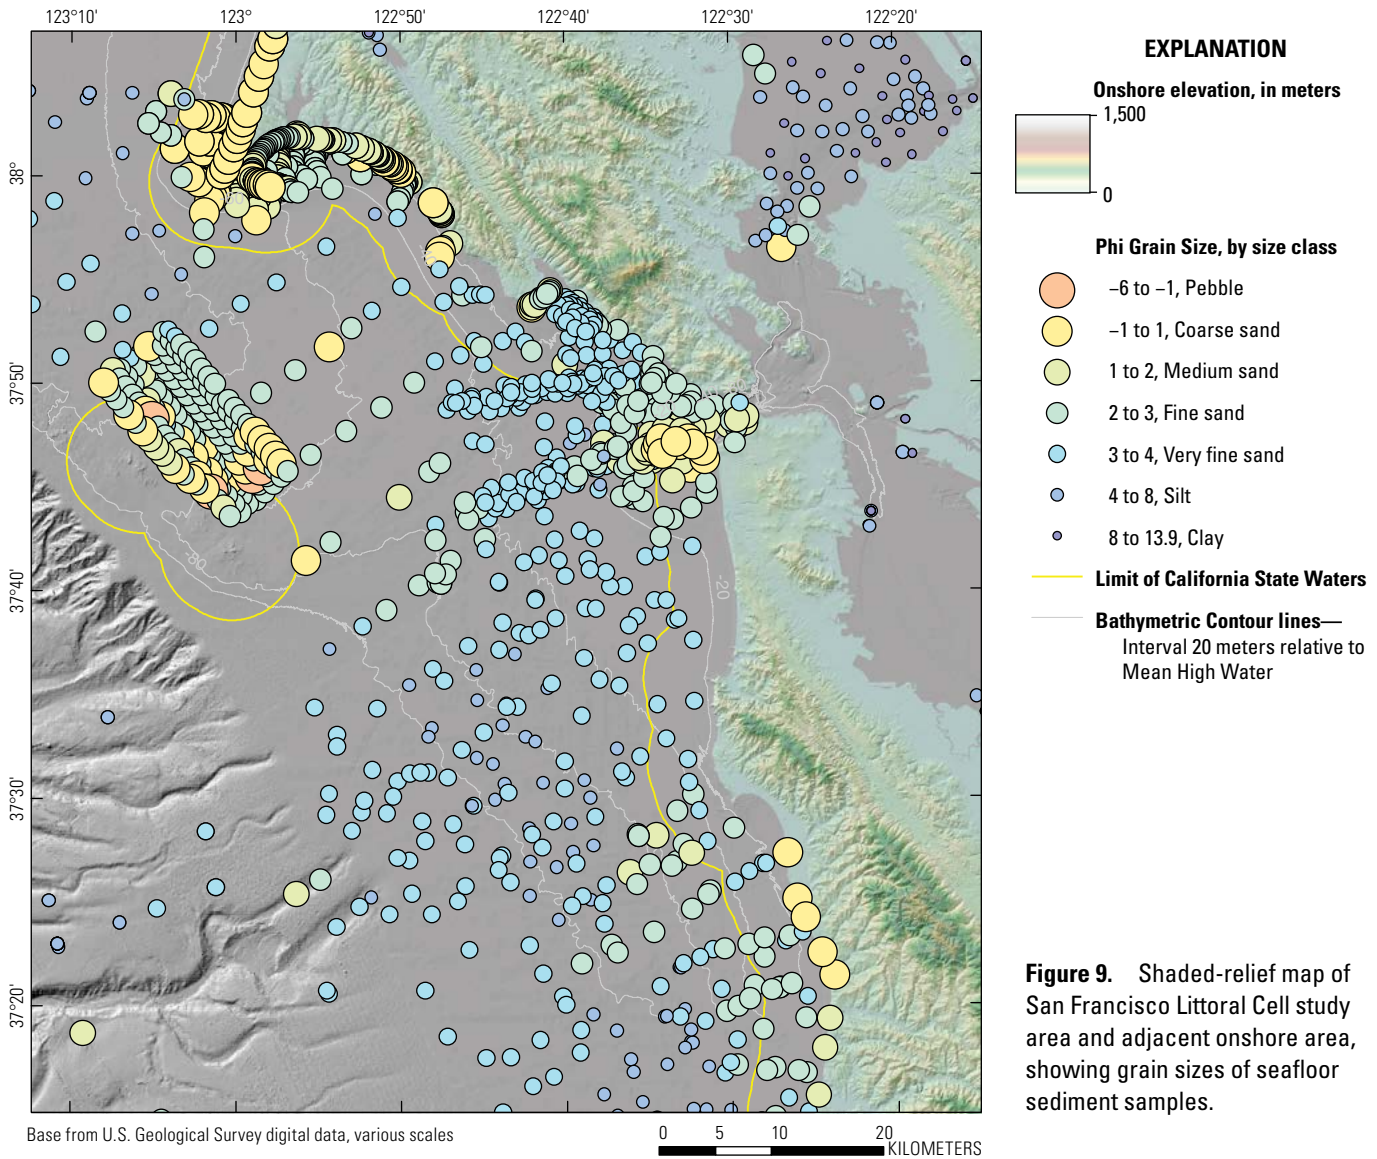 123°10'
123°
122°50'
122°40'
122°30'
122°20'
38°
37°50'
37°40'
37°30'
37°20'
80
20
EXPLANATION
Onshore elevation, in meters
1,500
0
Phi Grain Size, by size class
–6 to –1, Pebble
–1 to 1, Coarse sand
1 to 2, Medium sand
2 to 3, Fine sand
3 to 4, Very fine sand
4 to 8, Silt
8 to 13.9, Clay
Limit of California State Waters
Bathymetric Contour lines—
Interval 20 meters relative to
Mean High Water
Figure 9. Shaded-relief map of
San Francisco Littoral Cell study
area and adjacent onshore area,
showing grain sizes of seafloor
sediment samples.
Base from U.S. Geological Survey digital data, various scales
0 5 10 20
KILOMETERS